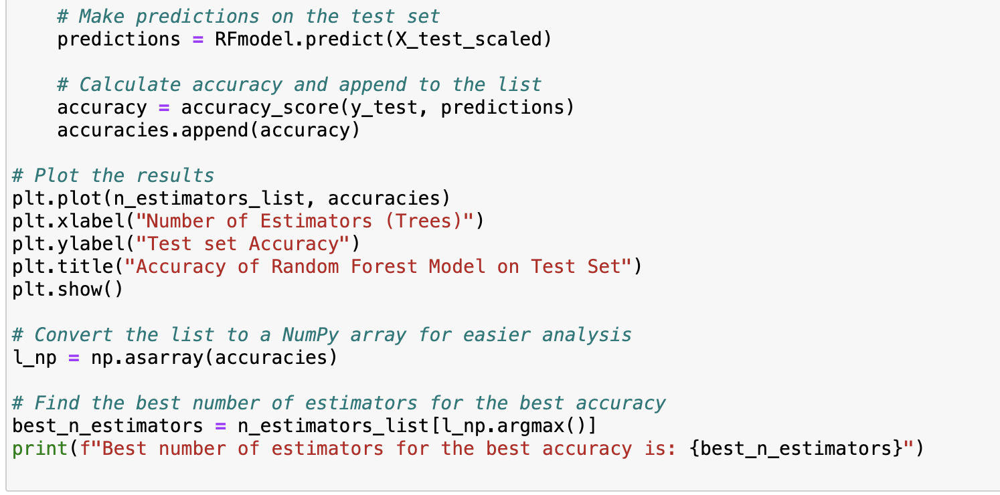 # Make predictions on the test set
predictions = RFmodel.predict(X_test_scaled)
# Calculate accuracy and append to the list
accuracy = accuracy_score(y_test, predictions)
accuracies.append(accuracy)
# Plot the results
plt.plot(n_estimators_list, accuracies)
plt.xlabel("Number of Estimators (Trees)")
plt.ylabel("Test set Accuracy")
plt.title("Accuracy of Random Forest Model on Test Set")
plt.show()
# Convert the list to a NumPy array for easier analysis
l_np = np.asarray(accuracies)
# Find the best number of estimators for the best accuracy
best_n_estimators = n_estimators_list[l_np.argmax()]
print(f"Best number of estimators for the best accuracy is: {best_n_estimators}")